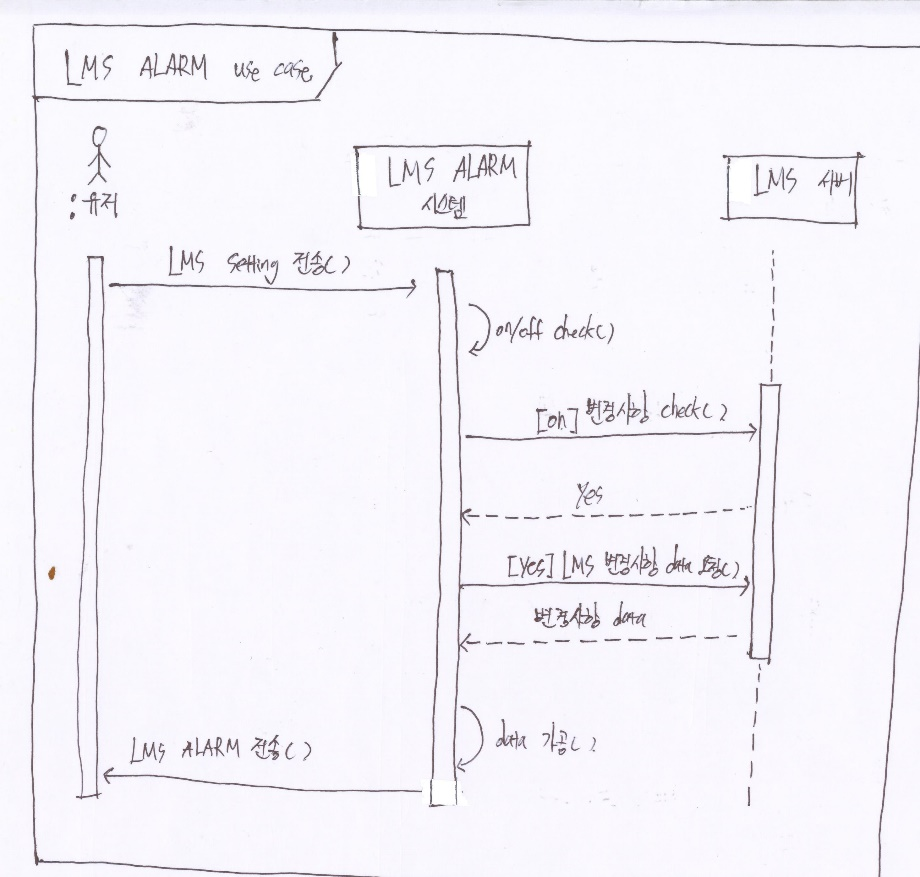 LMS ALARM use case
:유저
LMS ALARM
시스템
LMS 서버
LMS setting 전송()
on/off check()
[on] 변경사항 check()
Yes
[Yes] LMS 변경사항 data 요청()
변경사항 data
data 가공()
LMS ALARM 전송()